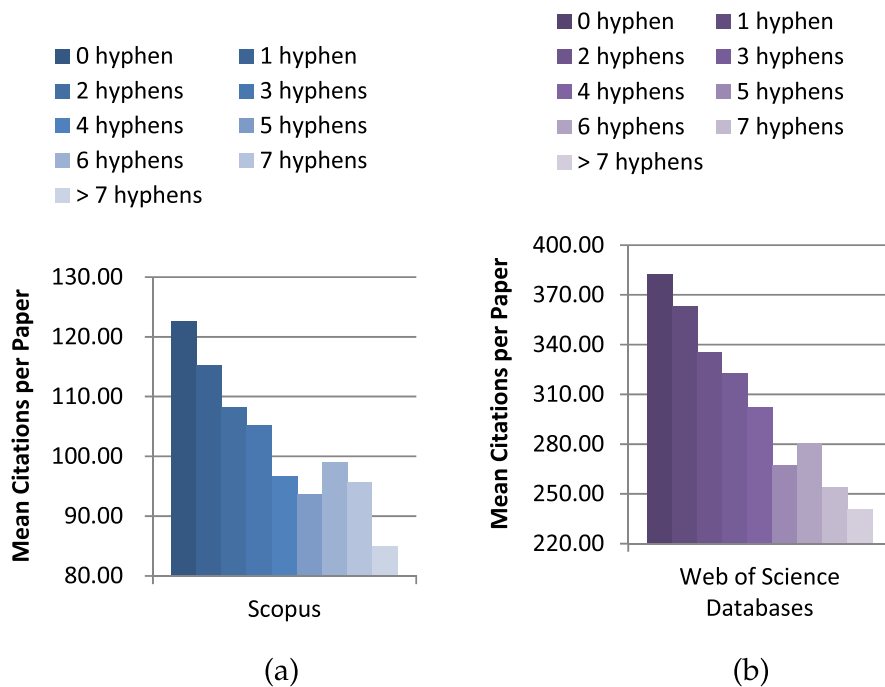 0 hyphen 1 hyphen
2 hyphens 3 hyphens
4 hyphens 5 hyphens
6 hyphens 7 hyphens
> 7 hyphens
130.00
120.00
110.00
100.00
90.00
80.00
Mean Citations per Paper
Scopus
(a)
0 hyphen 1 hyphen
2 hyphens 3 hyphens
4 hyphens 5 hyphens
6 hyphens 7 hyphens
> 7 hyphens
400.00
370.00
340.00
310.00
280.00
250.00
220.00
Mean Citations per Paper
Web of Science
Databases
(b)